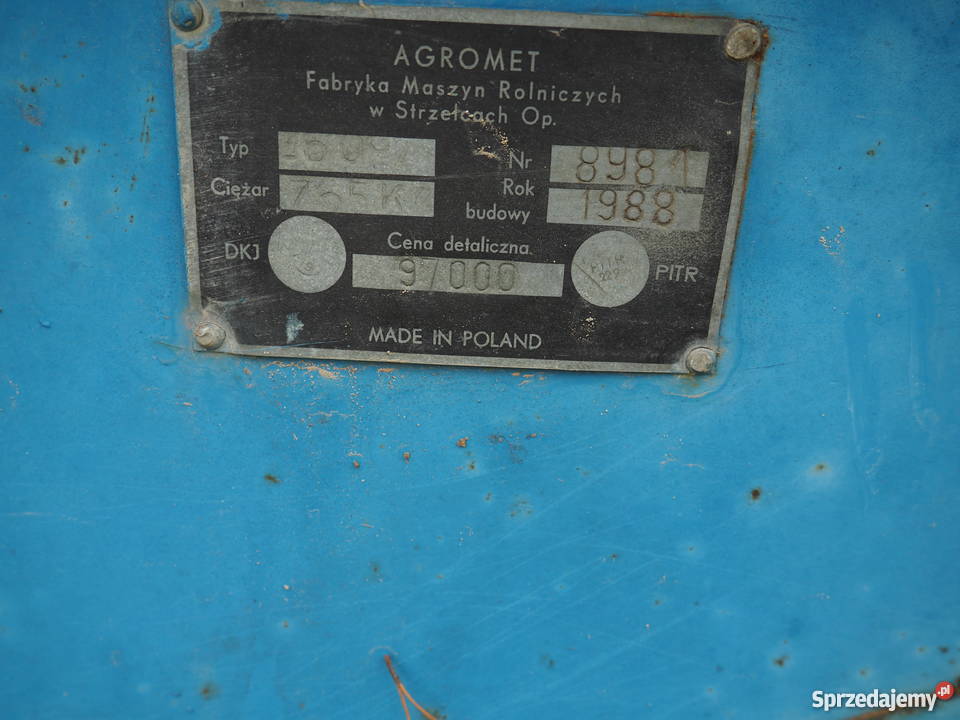 AGROMET
Fabryka Maszyn Rolniczych
w Strzelcach Op.
Typ Nr 8981
Ciężar Rok budowy 1988
DKJ Cena detaliczna 97000 PITR
MADE IN POLAND
Sprzedajemy.pl